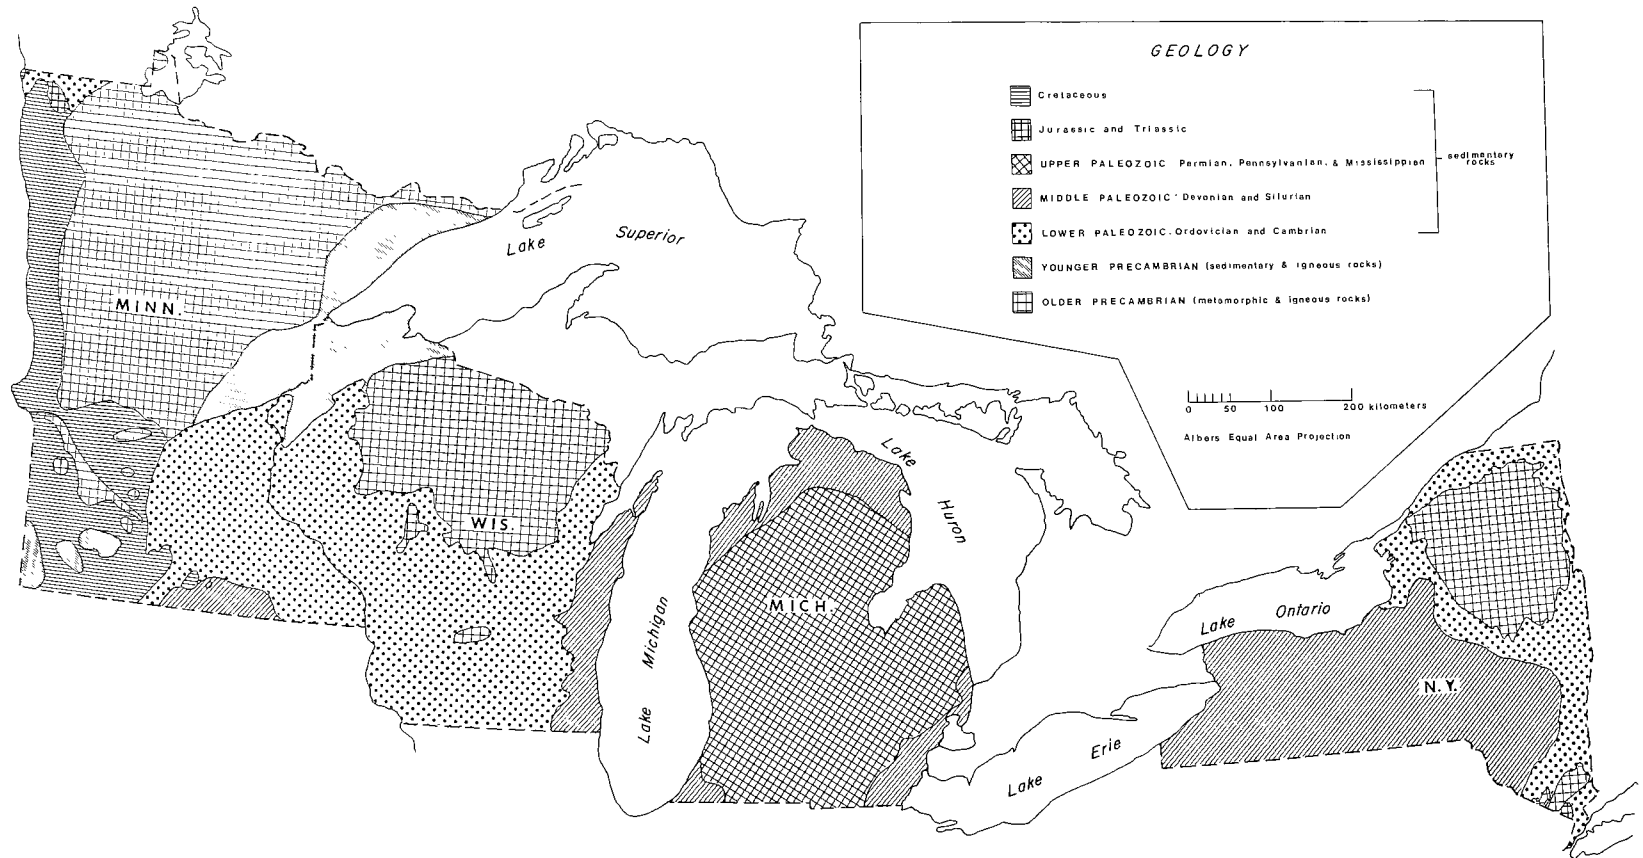 GEOLOGY
Cretaceous
Jurassic and Triassic
UPPER PALEOZOIC Permian, Pennsylvanian, & Mississippian
sedimentary
rocks
MIDDLE PALEOZOIC Devonian and Silurian
LOWER PALEOZOIC. Ordovician and Cambrian
YOUNGER PRECAMBRIAN (sedimentary & igneous rocks)
OLDER PRECAMBRIAN (metamorphic & igneous rocks)
0 50 100 200 kilometers
Albers Equal Area Projection
Lake Superior
MINN.
WIS.
Lake Michigan
MICH.
Lake Huron
Lake Ontario
Lake Erie
N.Y.